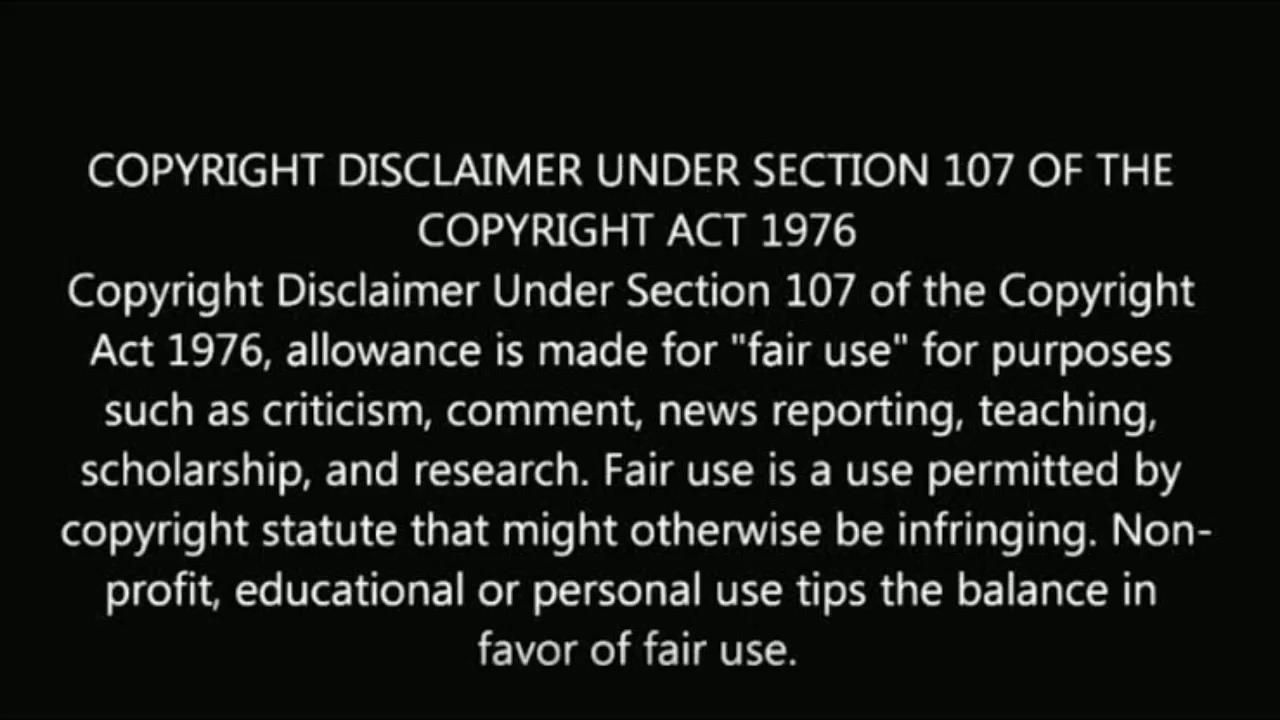 COPYRIGHT DISCLAIMER UNDER SECTION 107 OF THE
COPYRIGHT ACT 1976
Copyright Disclaimer Under Section 107 of the Copyright
Act 1976, allowance is made for "fair use" for purposes
such as criticism, comment, news reporting, teaching,
scholarship, and research. Fair use is a use permitted by
copyright statute that might otherwise be infringing. Non-
profit, educational or personal use tips the balance in
favor of fair use.